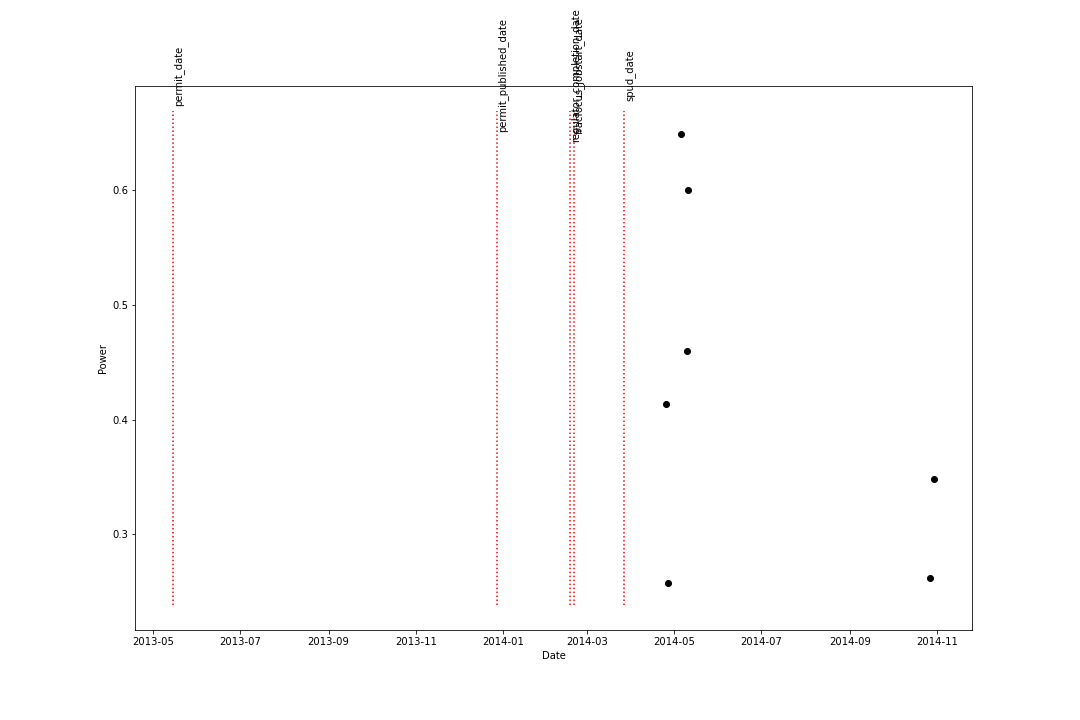 permit_date
permit_published_date
regulator_completion_date
spud_date
0.6
0.5
0.4
0.3
Power
2013-05
2013-07
2013-09
2013-11
2014-01
2014-03
2014-05
2014-07
2014-09
2014-11
Date